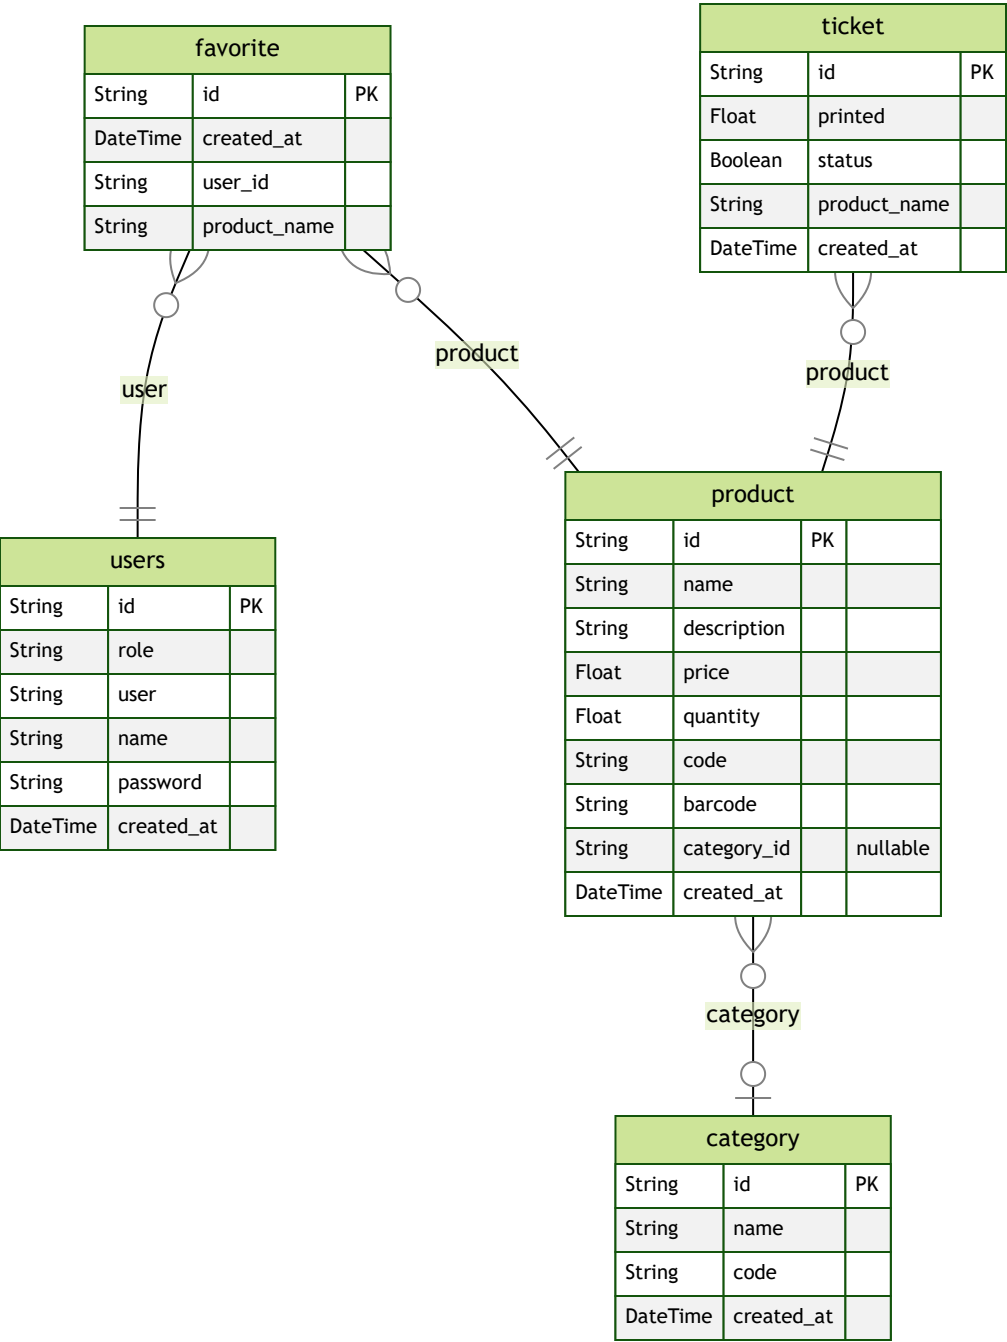 favorite
String id PK
DateTime created_at
String user_id
String product_name
ticket
String id PK
Float printed
Boolean status
String product_name
DateTime created_at
product
product
user
product
String id PK
String name
String description
Float price
Float quantity
String code
String barcode
String category_id nullable
DateTime created_at
users
String id PK
String role
String user
String name
String password
DateTime created_at
category
category
String id PK
String name
String code
DateTime created_at